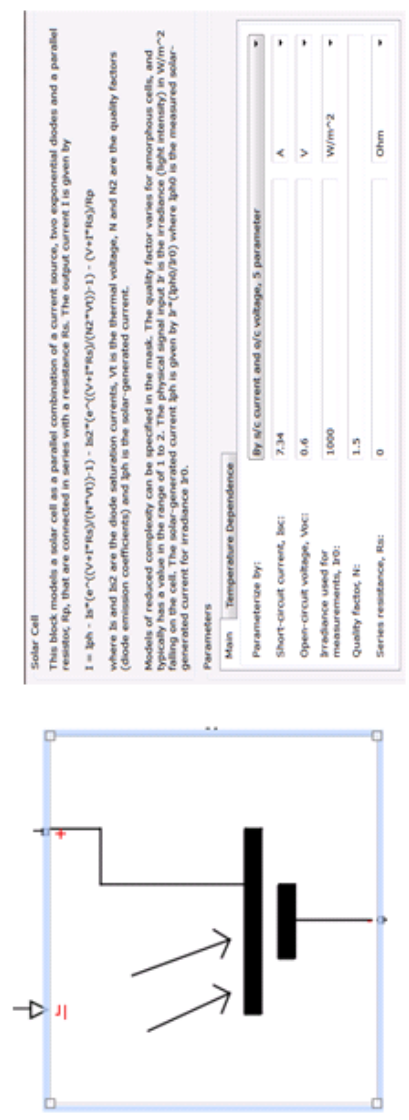 Solar Cell
This block models a solar cell as a parallel combination of a current source, two exponential diodes and a parallel
resistor, Rp, that are connected in series with a resistance Rs. The output current I is given by
I = Iph - Is*(e^((V+I*Rs)/(N*Vt))-1) - Is2*(e^((V+I*Rs)/(N2*Vt))-1) - (V+I*Rs)/Rp
where Is and Is2 are the diode saturation currents, Vt is the thermal voltage, N and N2 are the quality factors
(diode emission coefficients) and Iph is the solar-generated current.
Models of reduced complexity can be specified in the mask. The quality factor varies for amorphous cells, and
typically has a value in the range of 1 to 2. The physical signal input Ir is the irradiance (light intensity) in W/m^2
falling on the cell. The solar-generated current Iph is given by Ir*(Iph0/Ir0) where Iph0 is the measured solar-
generated current for irradiance Ir0.
Parameters
Main Temperature Dependence
Parameterize by: By s/c current and o/c voltage, 5 parameter
Short-circuit current, Isc: 7.34 A
Open-circuit voltage, Voc: 0.6 V
Irradiance used for
measurements, Ir0: 1000 W/m^2
Quality factor, N: 1.5
Series resistance, Rs: 0 Ohm
Ir
+
-